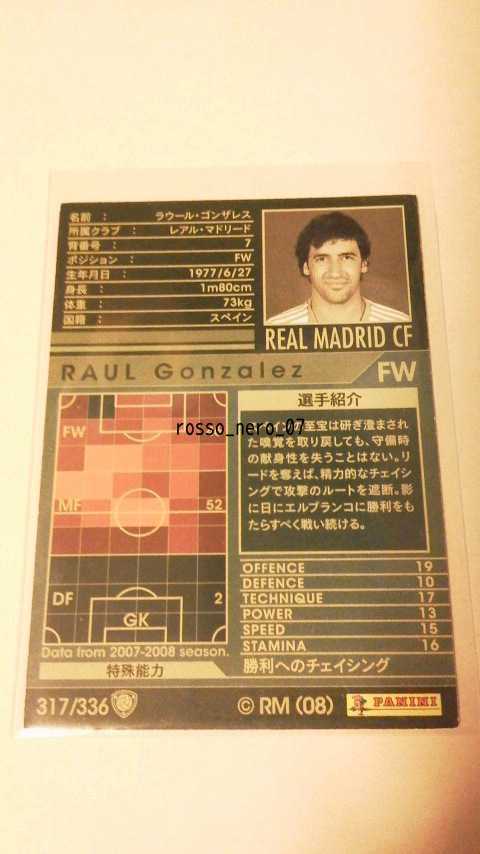 名前 : ラウール・ゴンザレス
所属クラブ : レアル・マドリード
背番号 : 7
ポジション : FW
生年月日 : 1977/6/27
身長 : 1m80cm
体重 : 73kg
国籍 : スペイン
REAL MADRID CF
RAUL Gonzalez
FW
選手紹介
rosso_nero_07
インの至宝は研ぎ澄まされ
た嗅覚を取り戻しても、守備時
の献身性を失うことはない。リ
ードを奪えば、精力的なチェイシン
グで攻撃のルートを遮断。影
に日にエルブランコに勝利をも
たらすべく戦い続ける。
FW
MF 52
DF 2
GK
Data from 2007-2008 season.
OFFENCE 19
DEFENCE 10
TECHNIQUE 17
POWER 13
SPEED 15
STAMINA 16
特殊能力
勝利へのチェイシング
317/336
© RM (08)
PANINI